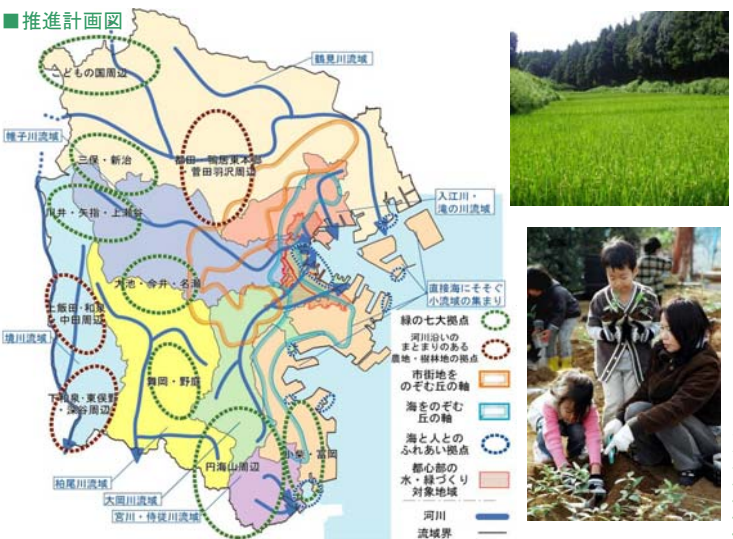 ■推進計画図
こどもの国周辺
鶴見川流域
帷子川流域
三保・新治
都田・鴨居東本郷
菅田羽沢周辺
川井・矢指・上瀬谷
入江川・
滝の川流域
大池・今井・名瀬
直接海にそそぐ
小流域の集まり
上飯田・和泉
中田周辺
境川流域
舞岡・野庭
下和泉・東俣野
・深谷周辺
円海山周辺
小柴・富岡
柏尾川流域
大岡川流域
宮川・侍従川流域
緑の七大拠点
河川沿いの
まとまりのある
農地・樹林地の拠点
市街地を
のぞむ丘の軸
海をのぞむ
丘の軸
海と人との
ふれあい拠点
都心部の
水・緑づくり
対象地域
河川
流域界